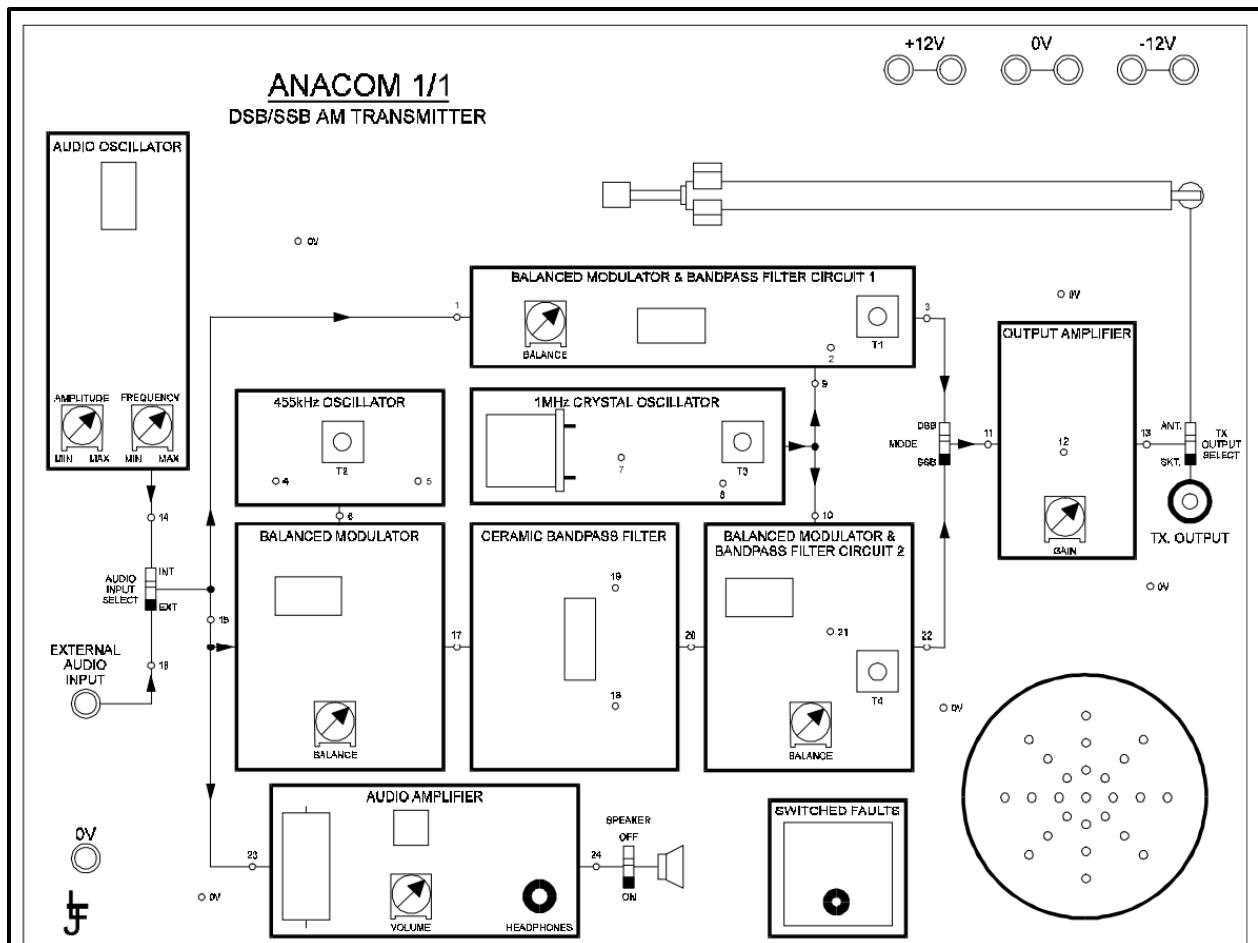 +12V 0V -12V
ANACOM 1/1
DSB/SSB AM TRANSMITTER
AUDIO OSCILLATOR
0V
BALANCED MODULATOR & BANDPASS FILTER CIRCUIT 1
1
BALANCE
2
T1
3
0V
OUTPUT AMPLIFIER
AMPLITUDE FREQUENCY
MIN MAX MIN MAX
455kHz OSCILLATOR
T2
4
5
6
1MHz CRYSTAL OSCILLATOR
7
T3
8
9
10
DSB
MODE
SSB
11
12
GAIN
13
ANT.
TX
OUTPUT
SELECT
SKT.
TX. OUTPUT
0V
14
AUDIO
INPUT
SELECT
INT
EXT
15
16
EXTERNAL
AUDIO
INPUT
BALANCED MODULATOR
BALANCE
17
CERAMIC BANDPASS FILTER
19
18
20
BALANCED MODULATOR &
BANDPASS FILTER CIRCUIT 2
21
T4
BALANCE
22
0V
0V
23
0V
AUDIO AMPLIFIER
VOLUME
HEADPHONES
24
SPEAKER
OFF
ON
SWITCHED FAULTS